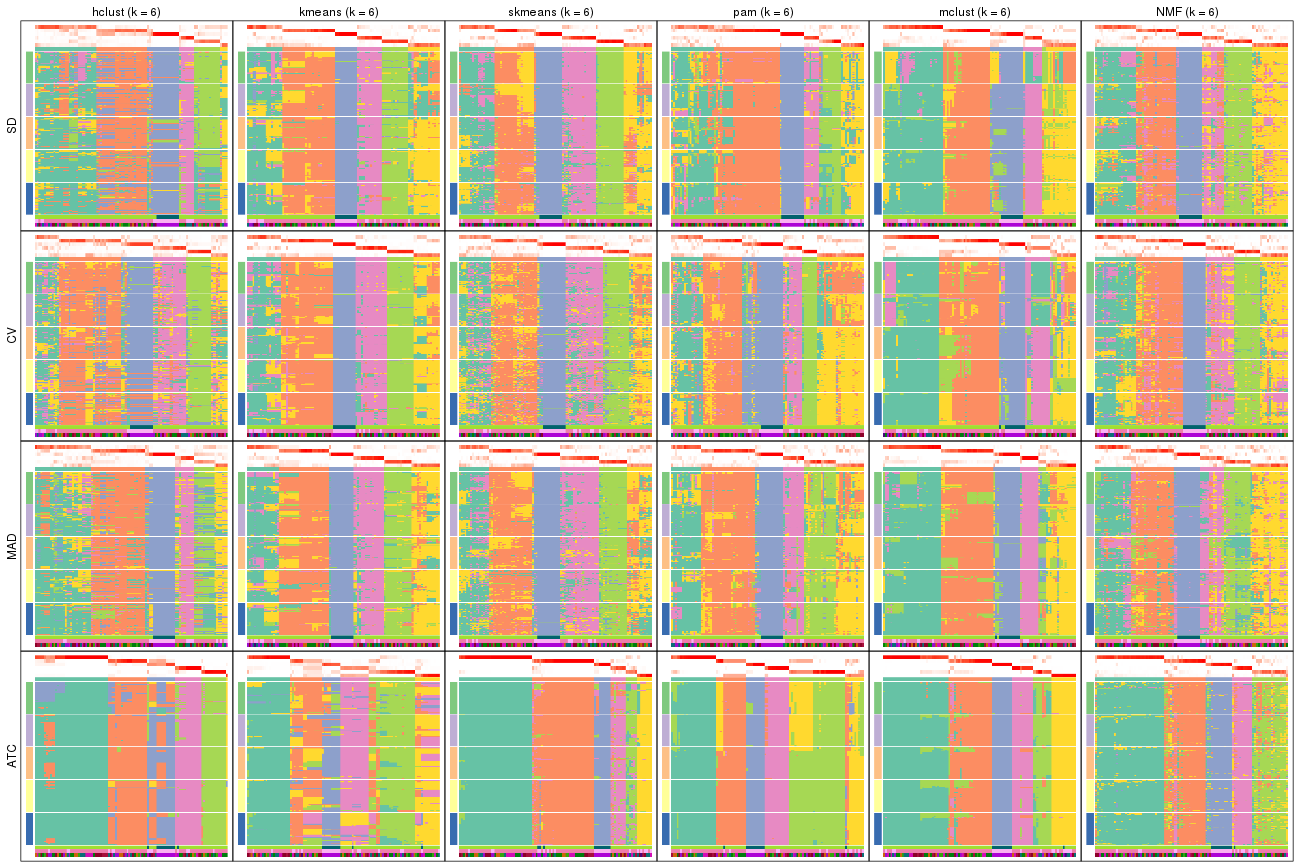 hclust (k = 6)
kmeans (k = 6)
skmeans (k = 6)
pam (k = 6)
mclust (k = 6)
NMF (k = 6)
SD
CV
MAD
ATC